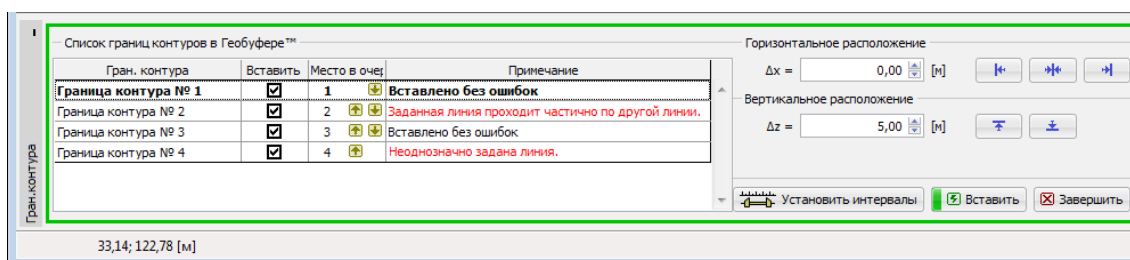 Список границ контуров в Геобуфере™
Гран. контура Вставить Место в очер Примечание
Граница контура № 1 1 Вставлено без ошибок
Граница контура № 2 2 Заданная линия проходит частично по другой линии.
Граница контура № 3 3 Вставлено без ошибок
Граница контура № 4 4 Неоднозначно задана линия.
Горизонтальное расположение
Δx = 0,00 [м]
Вертикальное расположение
Δz = 5,00 [м]
Установить интервалы Вставить Завершить
Гран.контура
33,14; 122,78 [м]